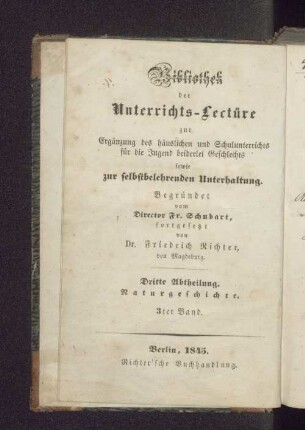 Bibliothek
der
Unterrichts-Lectüre
zur
Ergänzung des häuslichen und Schulunterrichts
für die Jugend beiderlei Geschlechts
sowie
zur selbstbelehrenden Unterhaltung.
Begründet
vom
Director Fr. Schubart,
fortgesetzt
von
Dr. Friedrich Richter,
von Magdeburg.
Dritte Abtheilung.
Naturgeschichte.
3ter Band.
Berlin, 1845.
Richter'sche Buchhandlung.